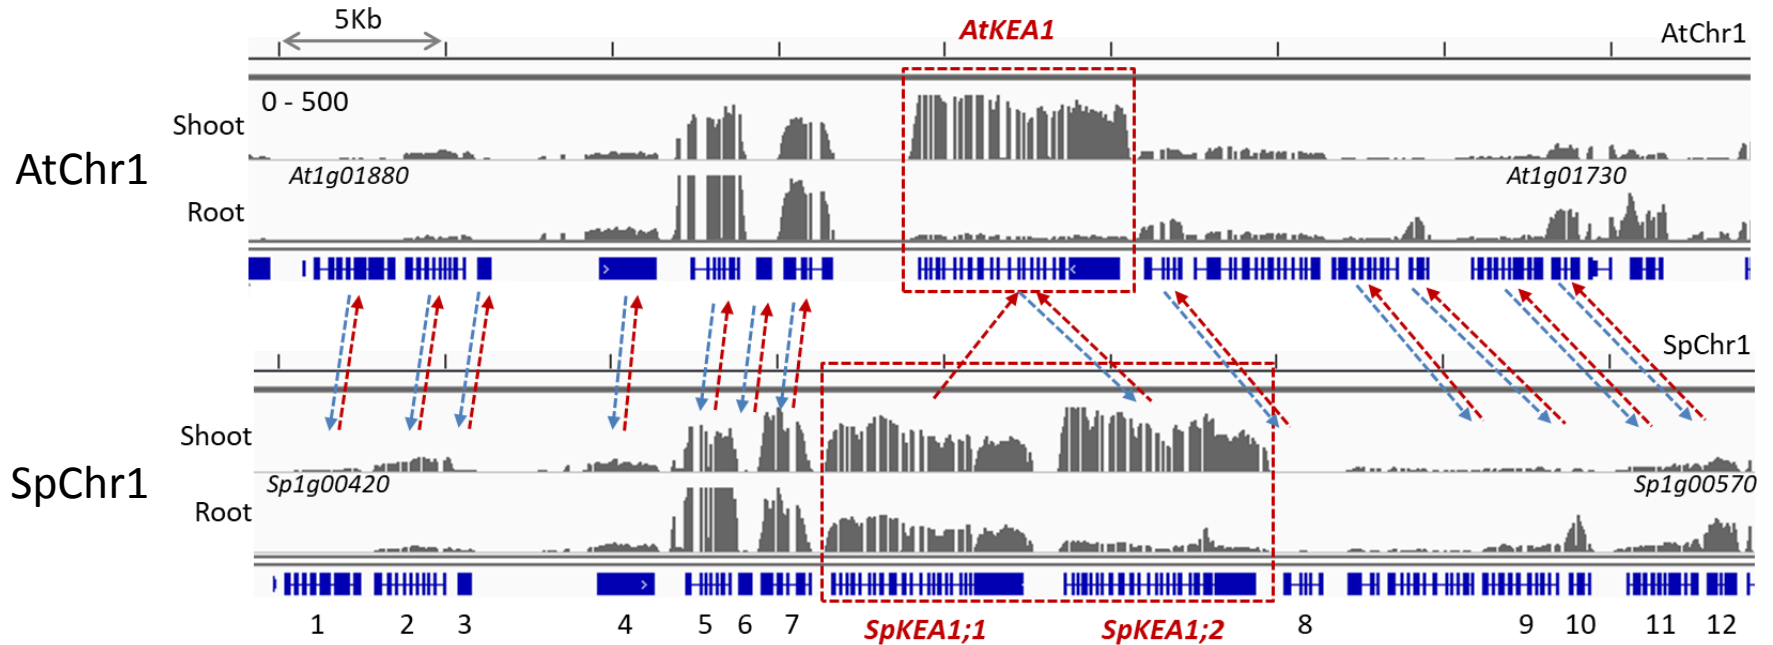 5Kb
AtKEA1
AtChr1
0 - 500
Shoot
AtChr1
At1g01880
At1g01730
Root
SpChr1
Shoot
SpChr1
Sp1g00420
Sp1g00570
Root
1 2 3 4 5 6 7 SpKEA1;1 SpKEA1;2 8 9 10 11 12